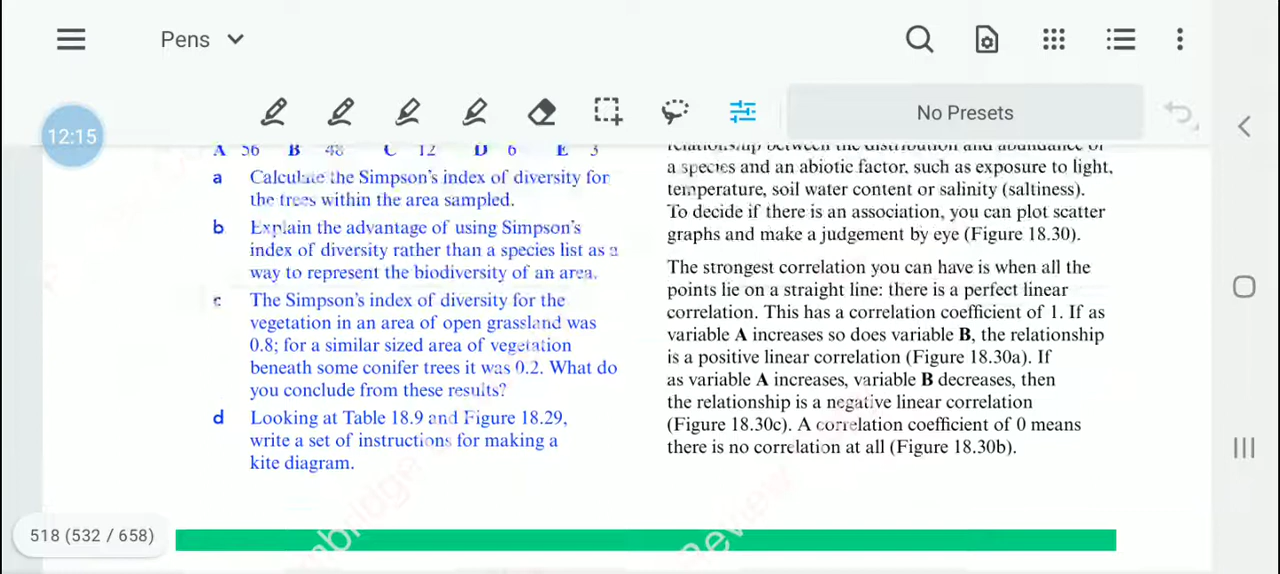 Pens
No Presets
12:15
A 56 B 48 C 12 D 6 E 3
a Calculate the Simpson's index of diversity for
the trees within the area sampled.
b Explain the advantage of using Simpson's
index of diversity rather than a species list as a
way to represent the biodiversity of an area.
c The Simpson's index of diversity for the
vegetation in an area of open grassland was
0.8; for a similar sized area of vegetation
beneath some conifer trees it was 0.2. What do
you conclude from these results?
d Looking at Table 18.9 and Figure 18.29,
write a set of instructions for making a
kite diagram.
relationship between the distribution and abundance of
a species and an abiotic factor, such as exposure to light,
temperature, soil water content or salinity (saltiness).
To decide if there is an association, you can plot scatter
graphs and make a judgement by eye (Figure 18.30).
The strongest correlation you can have is when all the
points lie on a straight line: there is a perfect linear
correlation. This has a correlation coefficient of 1. If as
variable A increases so does variable B, the relationship
is a positive linear correlation (Figure 18.30a). If
as variable A increases, variable B decreases, then
the relationship is a negative linear correlation
(Figure 18.30c). A correlation coefficient of 0 means
there is no correlation at all (Figure 18.30b).
518 (532 / 658)
mbridge
Review